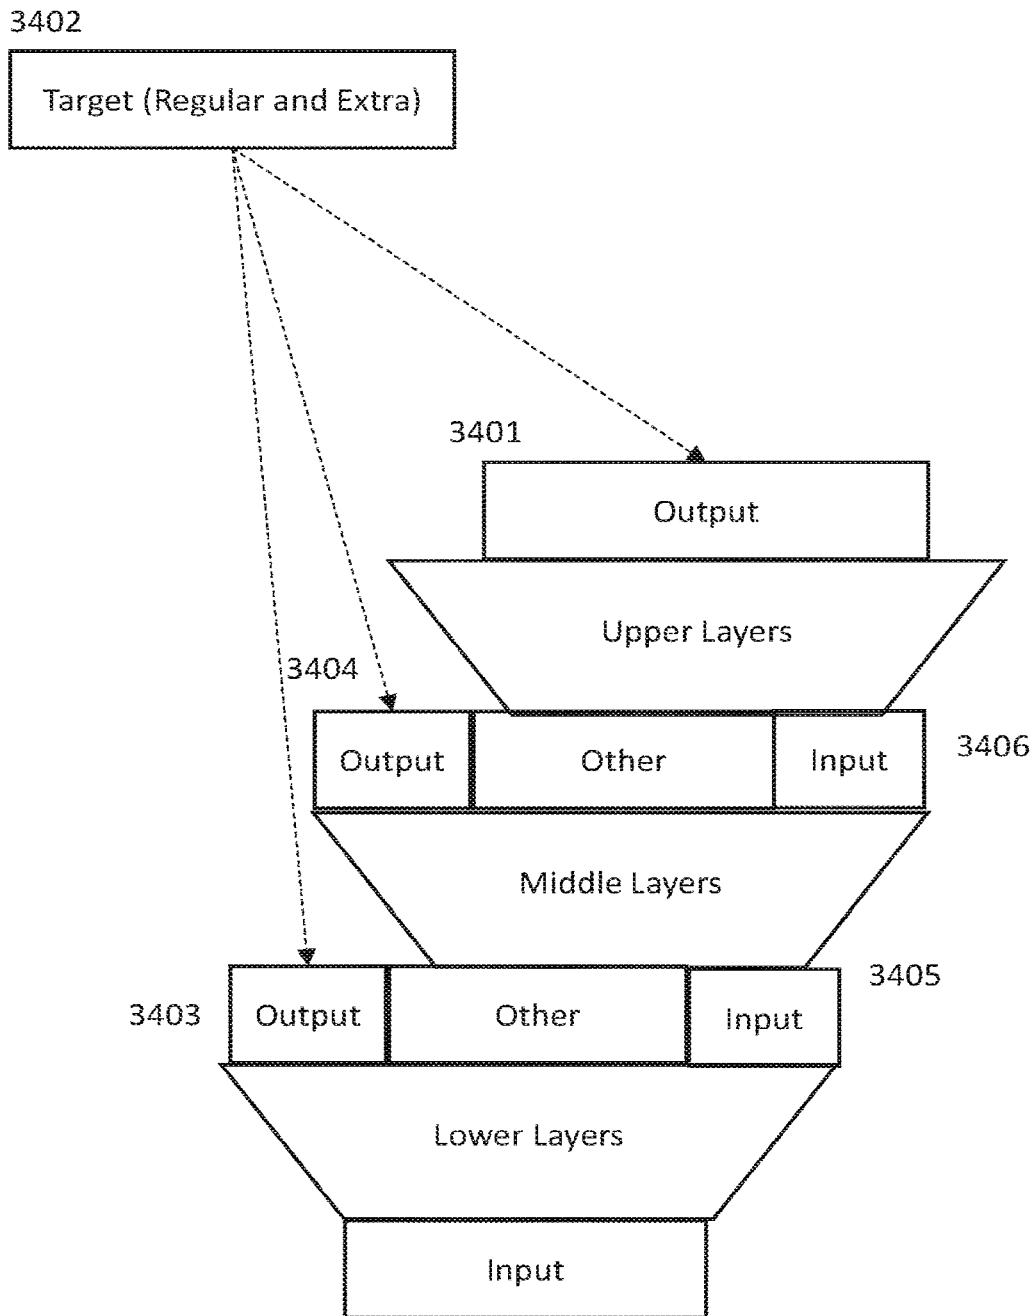 3402
Target (Regular and Extra)
3401
Output
Upper Layers
3404
Output Other Input 3406
Middle Layers
3405
3403 Output Other Input
Lower Layers
Input